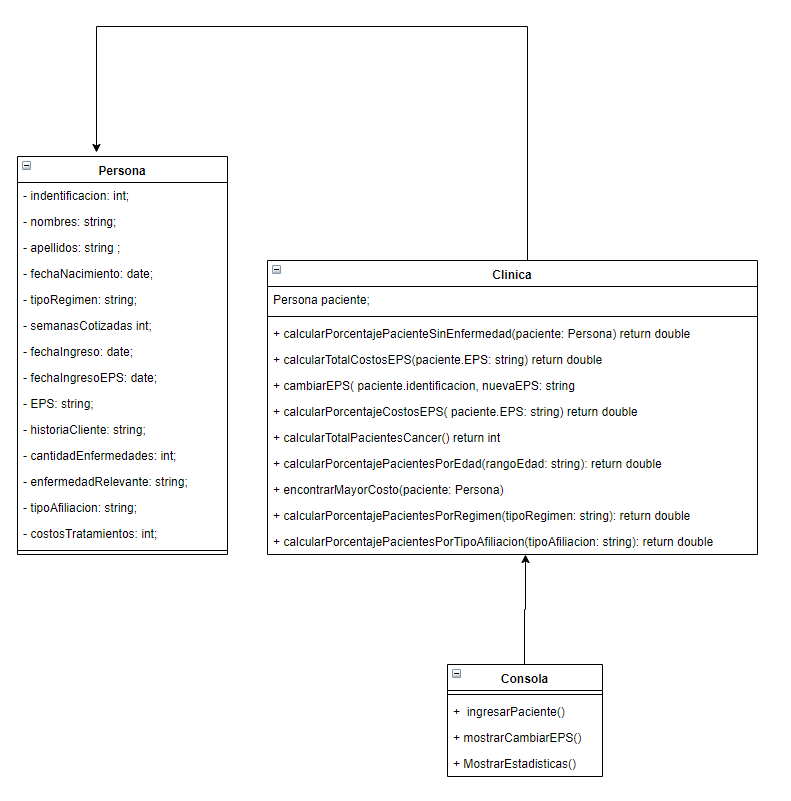 Persona
- indentificacion: int;
- nombres: string;
- apellidos: string ;
- fechaNacimiento: date;
- tipoRegimen: string;
- semanasCotizadas int;
- fechaIngreso: date;
- fechaIngresoEPS: date;
- EPS: string;
- historiaCliente: string;
- cantidadEnfermedades: int;
- enfermedadRelevante: string;
- tipoAfiliacion: string;
- costosTratamientos: int;
Clinica
Persona paciente;
+ calcularPorcentajePacienteSinEnfermedad(paciente: Persona) return double
+ calcularTotalCostosEPS(paciente.EPS: string) return double
+ cambiarEPS( paciente.identificacion, nuevaEPS: string
+ calcularPorcentajeCostosEPS( paciente.EPS: string) return double
+ calcularTotalPacientesCancer() return int
+ calcularPorcentajePacientesPorEdad(rangoEdad: string): return double
+ encontrarMayorCosto(paciente: Persona)
+ calcularPorcentajePacientesPorRegimen(tipoRegimen: string): return double
+ calcularPorcentajePacientesPorTipoAfiliacion(tipoAfiliacion: string): return double
Consola
+ ingresarPaciente()
+ mostrarCambiarEPS()
+ MostrarEstadisticas()